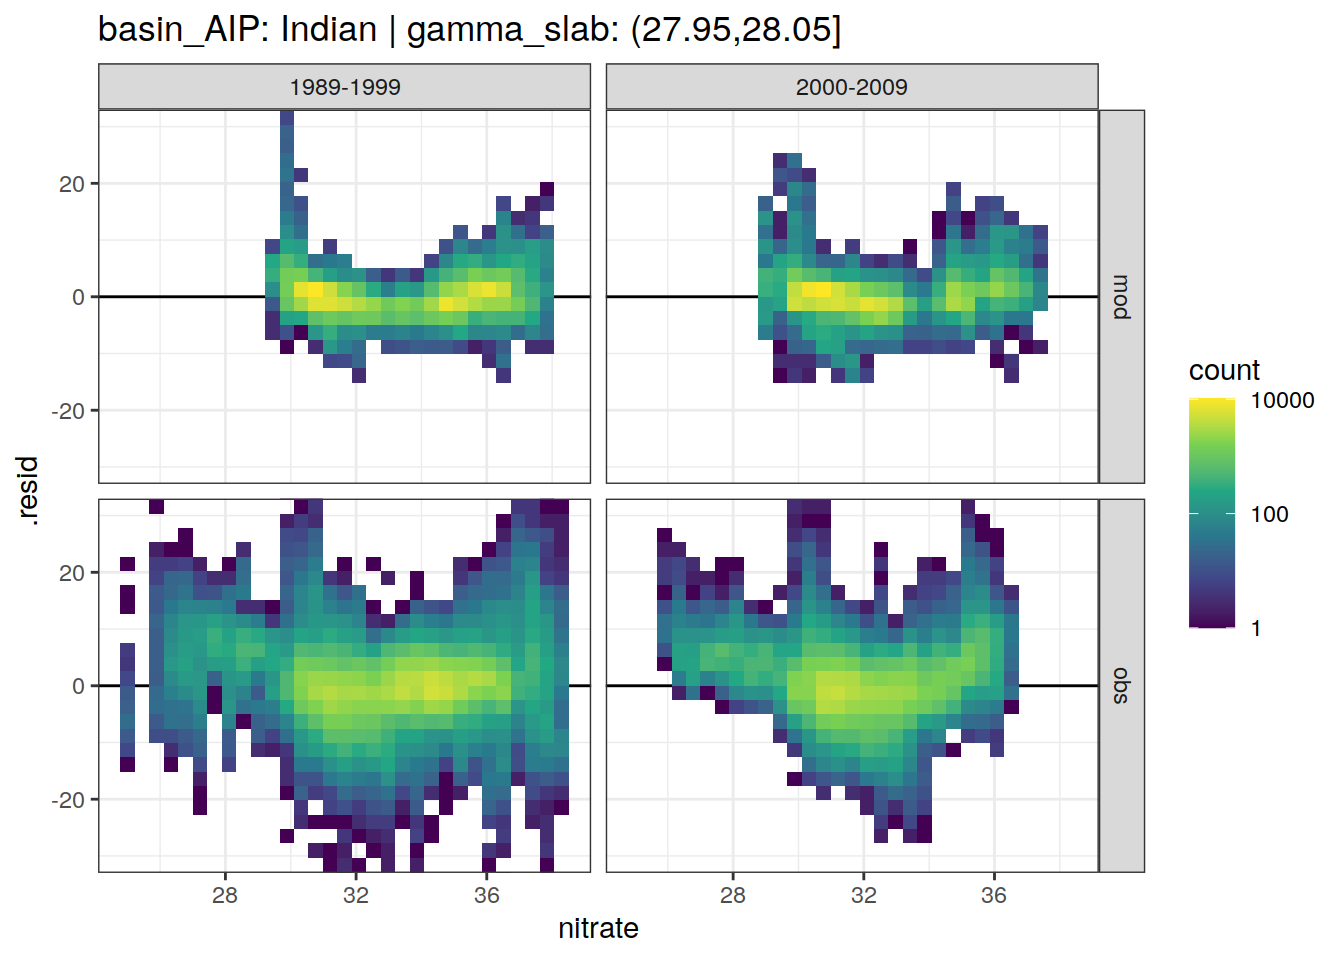 basin_AIP: Indian | gamma_slab: (27.95,28.05]
1989-1999
2000-2009
20
0
-20
mod
20
0
-20
obs
.resid
28
32
36
28
32
36
nitrate
count
10000
100
1